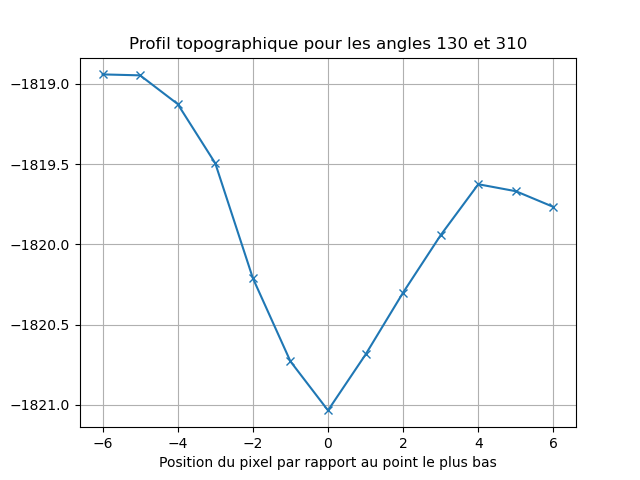 Profil topographique pour les angles 130 et 310
−1819.0
−1819.5
−1820.0
−1820.5
−1821.0
−6 −4 −2 0 2 4 6
Position du pixel par rapport au point le plus bas